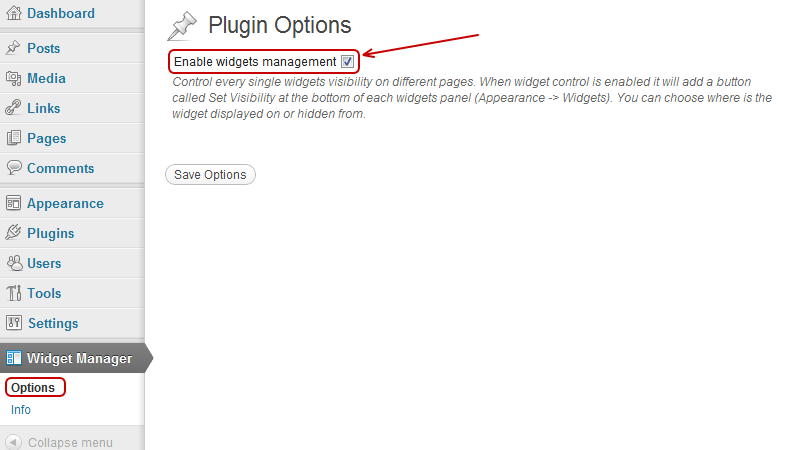 Dashboard
Posts
Media
Links
Pages
Comments
Appearance
Plugins
Users
Tools
Settings
Widget Manager
Options
Info
Collapse menu
Plugin Options
Enable widgets management
Control every single widgets visibility on different pages. When widget control is enabled it will add a button
called Set Visibility at the bottom of each widgets panel (Appearance -> Widgets). You can choose where is the
widget displayed on or hidden from.
Save Options